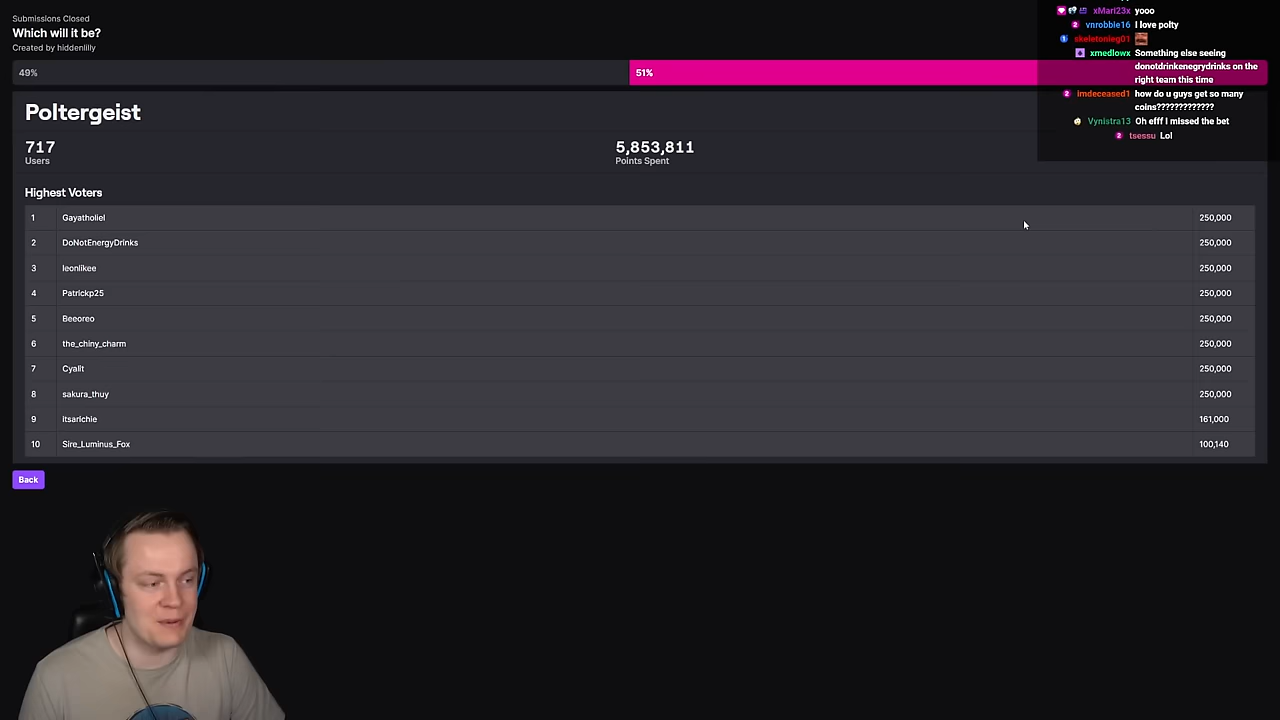 Submissions Closed
Which will it be?
Created by hiddenlilly
49%
51%
Poltergeist
717
Users
5,853,811
Points Spent
Highest Voters
1 Gayatholiel 250,000
2 DoNotEnergyDrinks 250,000
3 leonlikee 250,000
4 Patrickp25 250,000
5 Beeoreo 250,000
6 the_chiny_charm 250,000
7 Cyalit 250,000
8 sakura_thuy 250,000
9 itsarichie 161,000
10 Sire_Luminus_Fox 100,140
Back
xMari23x yooo
vnrobble16 I love polty
skeletonleg01
xmedlowx Something else seeing
donotdrinkenegrydrinks on the
right team this time
imdeceased1 how do u guys get so many
coins?????????????
Vynistra13 Oh efff I missed the bet
tsessu Lol